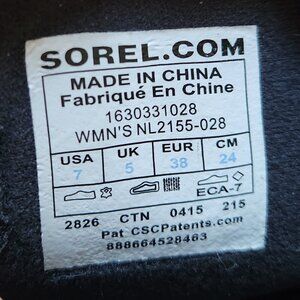 SOREL.COM
MADE IN CHINA
Fabriqué En Chine
1630331028
WMN'S NL2155-028
USA UK EUR CM
7 5 38 24
ECA-7
2826 CTN 0415 215
Pat CSCPatents.com
888664528463